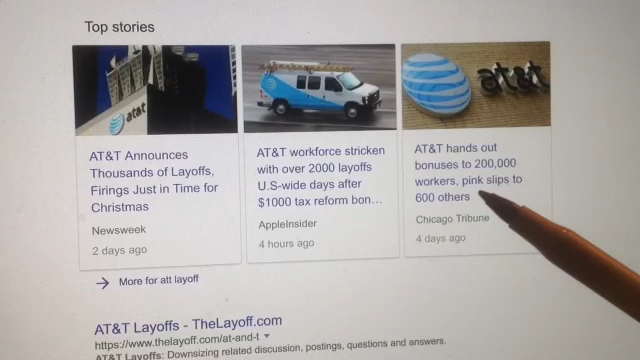 Top stories
at&t
at&t
AT&T Announces
Thousands of Layoffs,
Firings Just in Time for
Christmas
Newsweek
2 days ago
AT&T workforce stricken
with over 2000 layoffs
U.S-wide days after
$1000 tax reform bon...
AppleInsider
4 hours ago
AT&T hands out
bonuses to 200,000
workers, pink slips to
600 others
Chicago Tribune
4 days ago
→ More for att layoff
AT&T Layoffs - TheLayoff.com
https://www.thelayoff.com/at-and-t
AT&T Layoffs: Downsizing related discussion, postings, questions and answers.